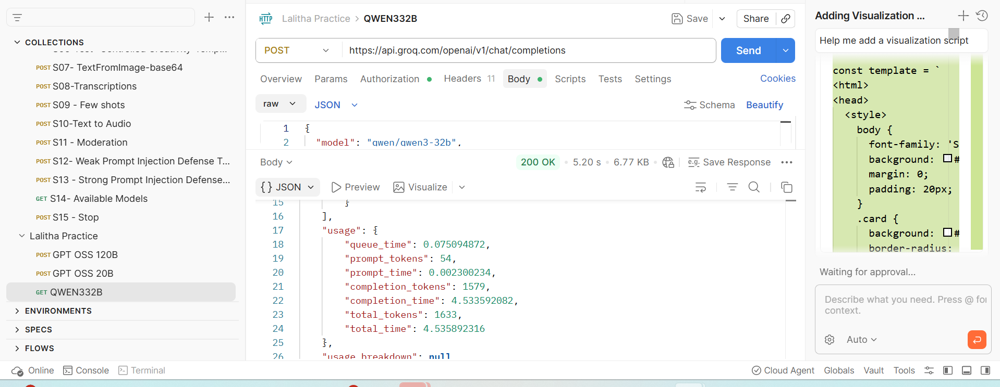 COLLECTIONS
S07- TextFromImage-base64
POST S07- TextFromImage-base64
POST S08-Transcriptions
POST S09 - Few shots
POST S10-Text to Audio
POST S11 - Moderation
POST S12- Weak Prompt Injection Defense T...
POST S13 - Strong Prompt Injection Defense...
GET S14- Available Models
POST S15 - Stop
Lalitha Practice
POST GPT OSS 120B
POST GPT OSS 20B
GET QWEN332B
ENVIRONMENTS
SPECS
FLOWS
HTTP Lalitha Practice > QWEN332B
Save
Share
POST https://api.groq.com/openai/v1/chat/completions
Send
Overview Params Authorization Headers 11 Body Scripts Tests Settings Cookies
raw JSON Schema Beautify
1 {
2 "model": "qwen/qwen3-32b",
Body 200 OK 5.20 s 6.77 KB e.g. Save Response
{} JSON Preview Visualize
15 }
16 ],
17 "usage": {
18 "queue_time": 0.075094872,
19 "prompt_tokens": 54,
20 "prompt_time": 0.002300234,
21 "completion_tokens": 1579,
22 "completion_time": 4.533592082,
23 "total_tokens": 1633,
24 "total_time": 4.535892316
25 },
26 "usage_breakdown": null
Adding Visualization ...
Help me add a visualization script
const template = `
<html>
<head>
<style>
body {
font-family: 'S
background: #
margin: 0;
padding: 20px;
}
.card {
background: #
border-radius:
Waiting for approval...
Describe what you need. Press @ for
context.
Auto
Online Console Terminal
Cloud Agent Globals Vault Tools